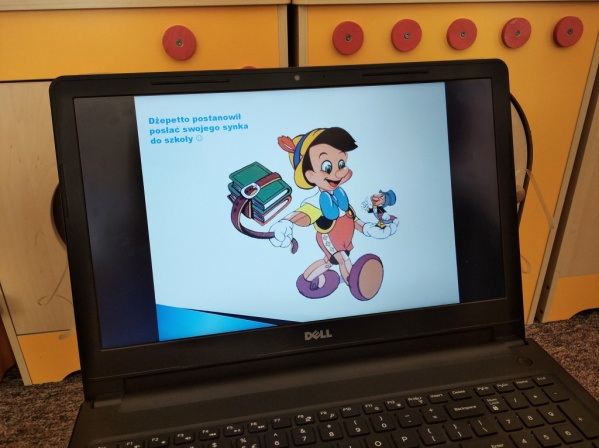 Dżepetto postanowił
posłać swojego synka
do szkoły ☺
DELL